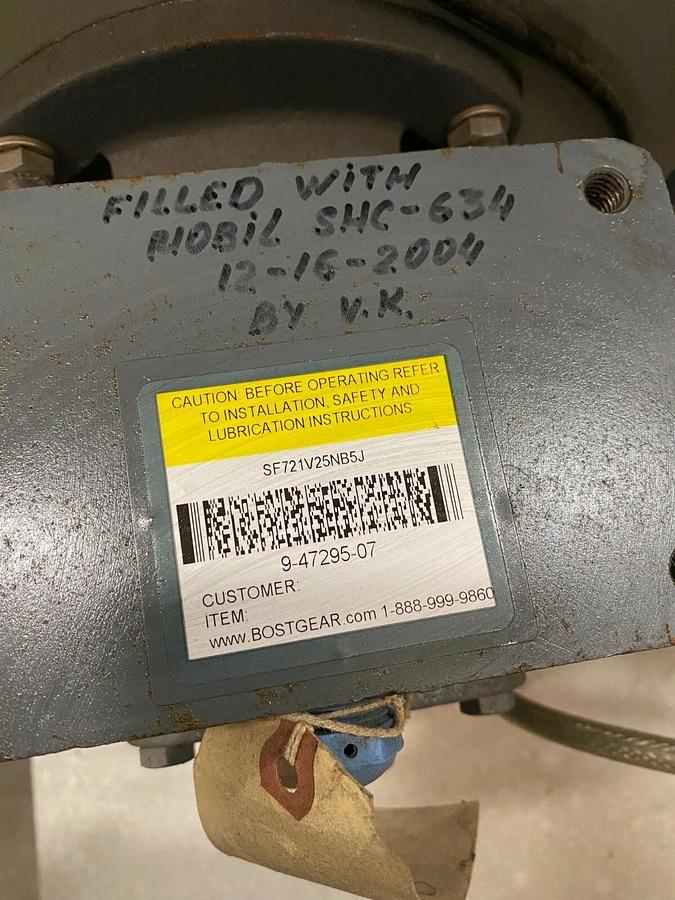 FILLED WITH
MOBIL SHC-634
12-16-2004
BY V.K.
CAUTION: BEFORE OPERATING REFER
TO INSTALLATION, SAFETY AND
LUBRICATION INSTRUCTIONS
SF721V25NB5J
9-47295-07
CUSTOMER:
ITEM:
www.BOSTGEAR.com 1-888-999-9860